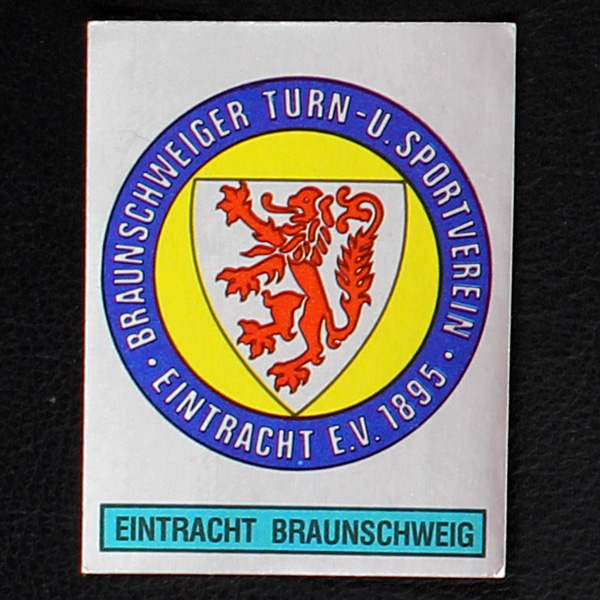 BRAUNSCHWEIGER TURN-U. SPORTVEREIN
· EINTRACHT E.V. 1895 ·
EINTRACHT BRAUNSCHWEIG